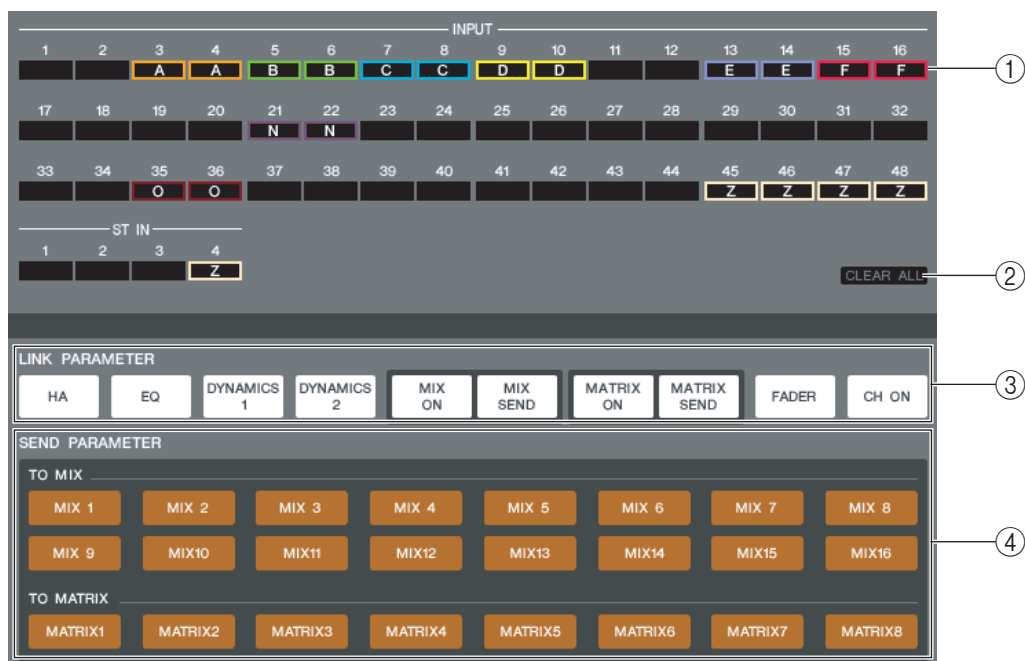 INPUT
1 2 3 4 5 6 7 8 9 10 11 12 13 14 15 16
A A B B C C D D E E F F
①
17 18 19 20 21 22 23 24 25 26 27 28 29 30 31 32
N N
33 34 35 36 37 38 39 40 41 42 43 44 45 46 47 48
O O Z Z Z Z
ST IN
1 2 3 4
Z
CLEAR ALL
②
LINK PARAMETER
HA EQ DYNAMICS 1 DYNAMICS 2 MIX ON MIX SEND MATRIX ON MATRIX SEND FADER CH ON
③
SEND PARAMETER
TO MIX
MIX 1 MIX 2 MIX 3 MIX 4 MIX 5 MIX 6 MIX 7 MIX 8
MIX 9 MIX10 MIX11 MIX12 MIX13 MIX14 MIX15 MIX16
④
TO MATRIX
MATRIX1 MATRIX2 MATRIX3 MATRIX4 MATRIX5 MATRIX6 MATRIX7 MATRIX8